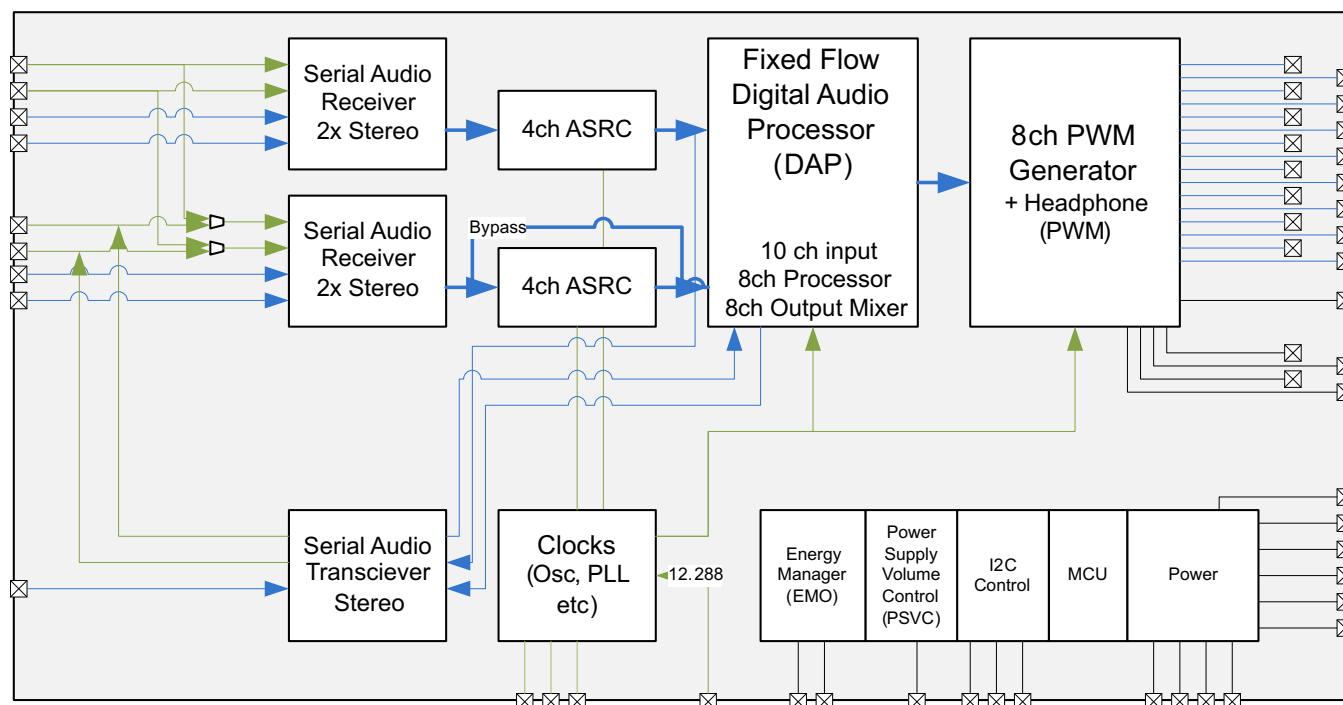 Serial Audio
Receiver
2x Stereo
4ch ASRC
Fixed Flow
Digital Audio
Processor
(DAP)
10 ch input
8ch Processor
8ch Output Mixer
8ch PWM
Generator
+ Headphone
(PWM)
Serial Audio
Receiver
2x Stereo
Bypass
4ch ASRC
Serial Audio
Transciever
Stereo
Clocks
(Osc, PLL
etc)
12.288
Energy
Manager
(EMO)
Power
Supply
Volume
Control
(PSVC)
I2C
Control
MCU
Power